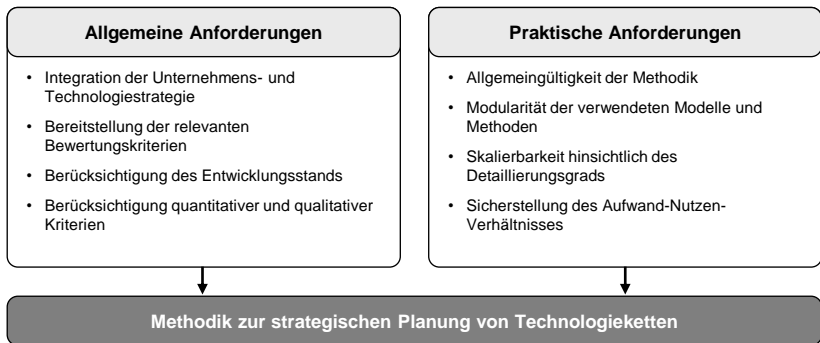 Allgemeine Anforderungen
• Integration der Unternehmens- und
Technologiestrategie
• Bereitstellung der relevanten
Bewertungskriterien
• Berücksichtigung des Entwicklungsstands
• Berücksichtigung quantitativer und qualitativer
Kriterien
Praktische Anforderungen
• Allgemeingültigkeit der Methodik
• Modularität der verwendeten Modelle und
Methoden
• Skalierbarkeit hinsichtlich des
Detaillierungsgrads
• Sicherstellung des Aufwand-Nutzen-
Verhältnisses
Methodik zur strategischen Planung von Technologieketten